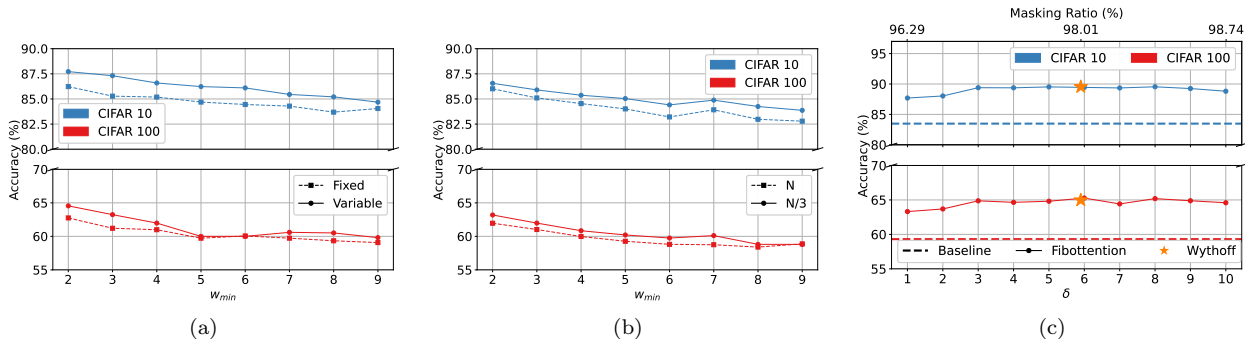 90.0
87.5
85.0
82.5
80.0
CIFAR 10
CIFAR 100
70
65
60
55
Fixed
Variable
Accuracy (%)
2 3 4 5 6 7 8 9
w_min
(a)
90.0
87.5
85.0
82.5
80.0
CIFAR 10
CIFAR 100
70
65
60
55
N
N/3
Accuracy (%)
2 3 4 5 6 7 8 9
w_min
(b)
Masking Ratio (%)
96.29 98.01 98.74
95
90
85
80
CIFAR 10 CIFAR 100
70
65
60
55
Baseline Fibottention Wythoff
Accuracy (%)
1 2 3 4 5 6 7 8 9 10
δ
(c)